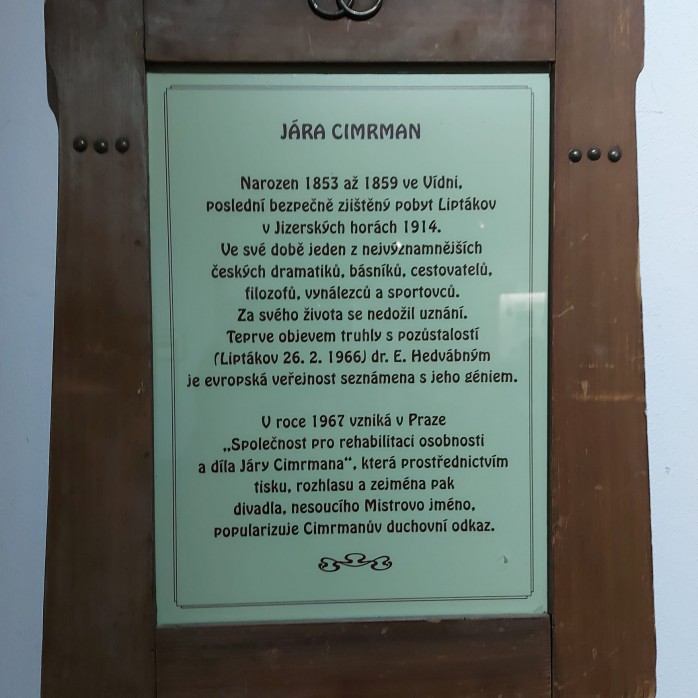 JÁRA CIMRMAN
Narozen 1853 až 1859 ve Vídni,
poslední bezpečně zjištěný pobyt Liptákov
v Jizerských horách 1914.
Ve své době jeden z nejvýznamnějších
českých dramatiků, básníků, cestovatelů,
filozofů, vynálezců a sportovců.
Za svého života se nedožil uznání.
Teprve objevem truhly s pozůstalostí
(Liptákov 26. 2. 1966) dr. E. Hedvábným
je evropská veřejnost seznámena s jeho géniem.
V roce 1967 vzniká v Praze
„Společnost pro rehabilitaci osobnosti
a díla Járy Cimrmana“, která prostřednictvím
tisku, rozhlasu a zejména pak
divadla, nesoucího Mistrovo jméno,
popularizuje Cimrmanův duchovní odkaz.